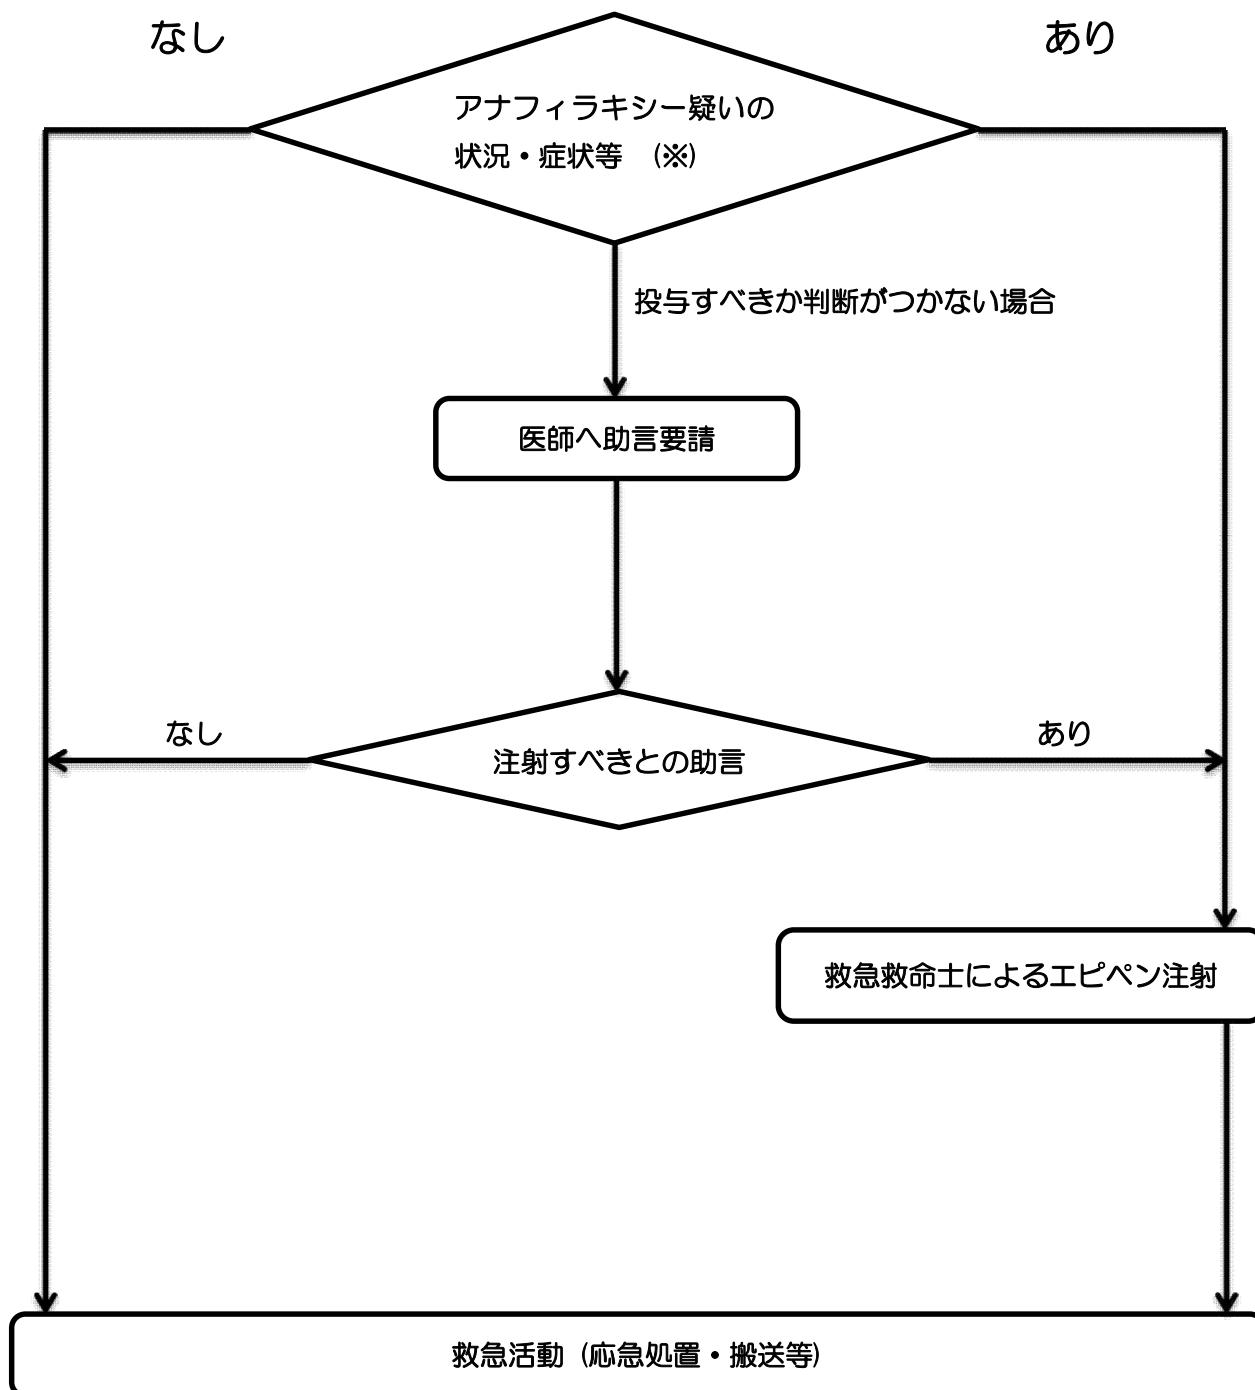 なし
あり
アナフィラキシー疑いの
状況・症状等　(※)
投与すべきか判断がつかない場合
医師へ助言要請
なし
注射すべきとの助言
あり
救急救命士によるエピペン注射
救急活動（応急処置・搬送等）